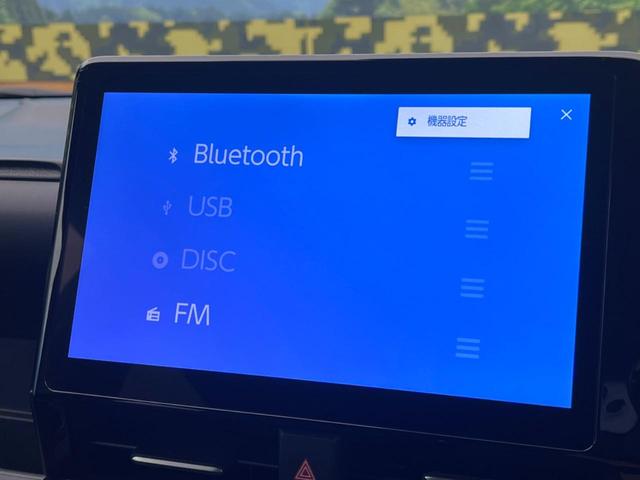 機器設定
Bluetooth
USB
DISC
FM